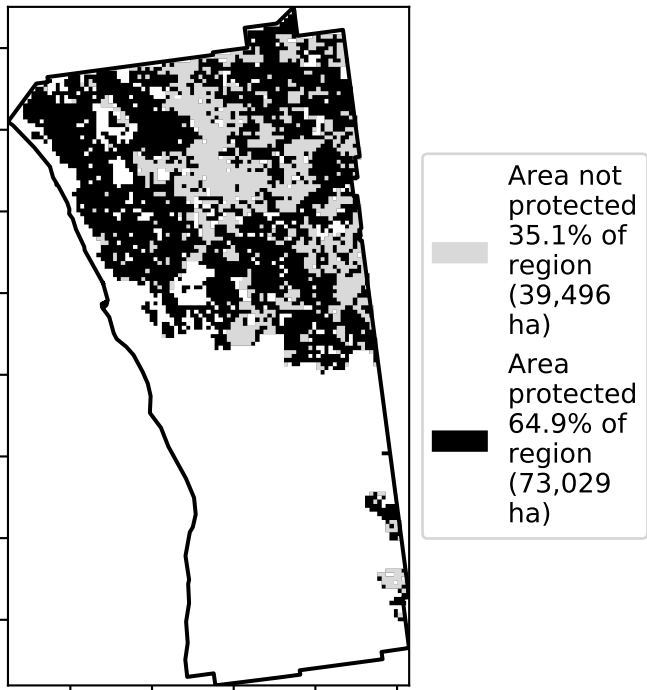 Area not
protected
35.1% of
region
(39,496
ha)
Area
protected
64.9% of
region
(73,029
ha)